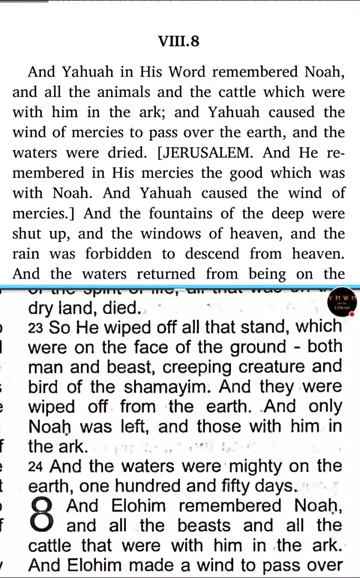 VIII.8
And Yahuah in His Word remembered Noah,
and all the animals and the cattle which were
with him in the ark; and Yahuah caused the
wind of mercies to pass over the earth, and the
waters were dried. [JERUSALEM. And He re-
membered in His mercies the good which was
with Noah. And Yahuah caused the wind of
mercies.] And the fountains of the deep were
shut up, and the windows of heaven, and the
rain was forbidden to descend from heaven.
And the waters returned from being on the
of the spirit of life, all that was on
dry land, died.
23 So He wiped off all that stand, which
were on the face of the ground - both
man and beast, creeping creature and
bird of the shamayim. And they were
wiped off from the earth. And only
Noaḥ was left, and those with him in
the ark.
24 And the waters were mighty on the
earth, one hundred and fifty days.
8 And Elohim remembered Noaḥ,
and all the beasts and all the
cattle that were with him in the ark.
And Elohim made a wind to pass over